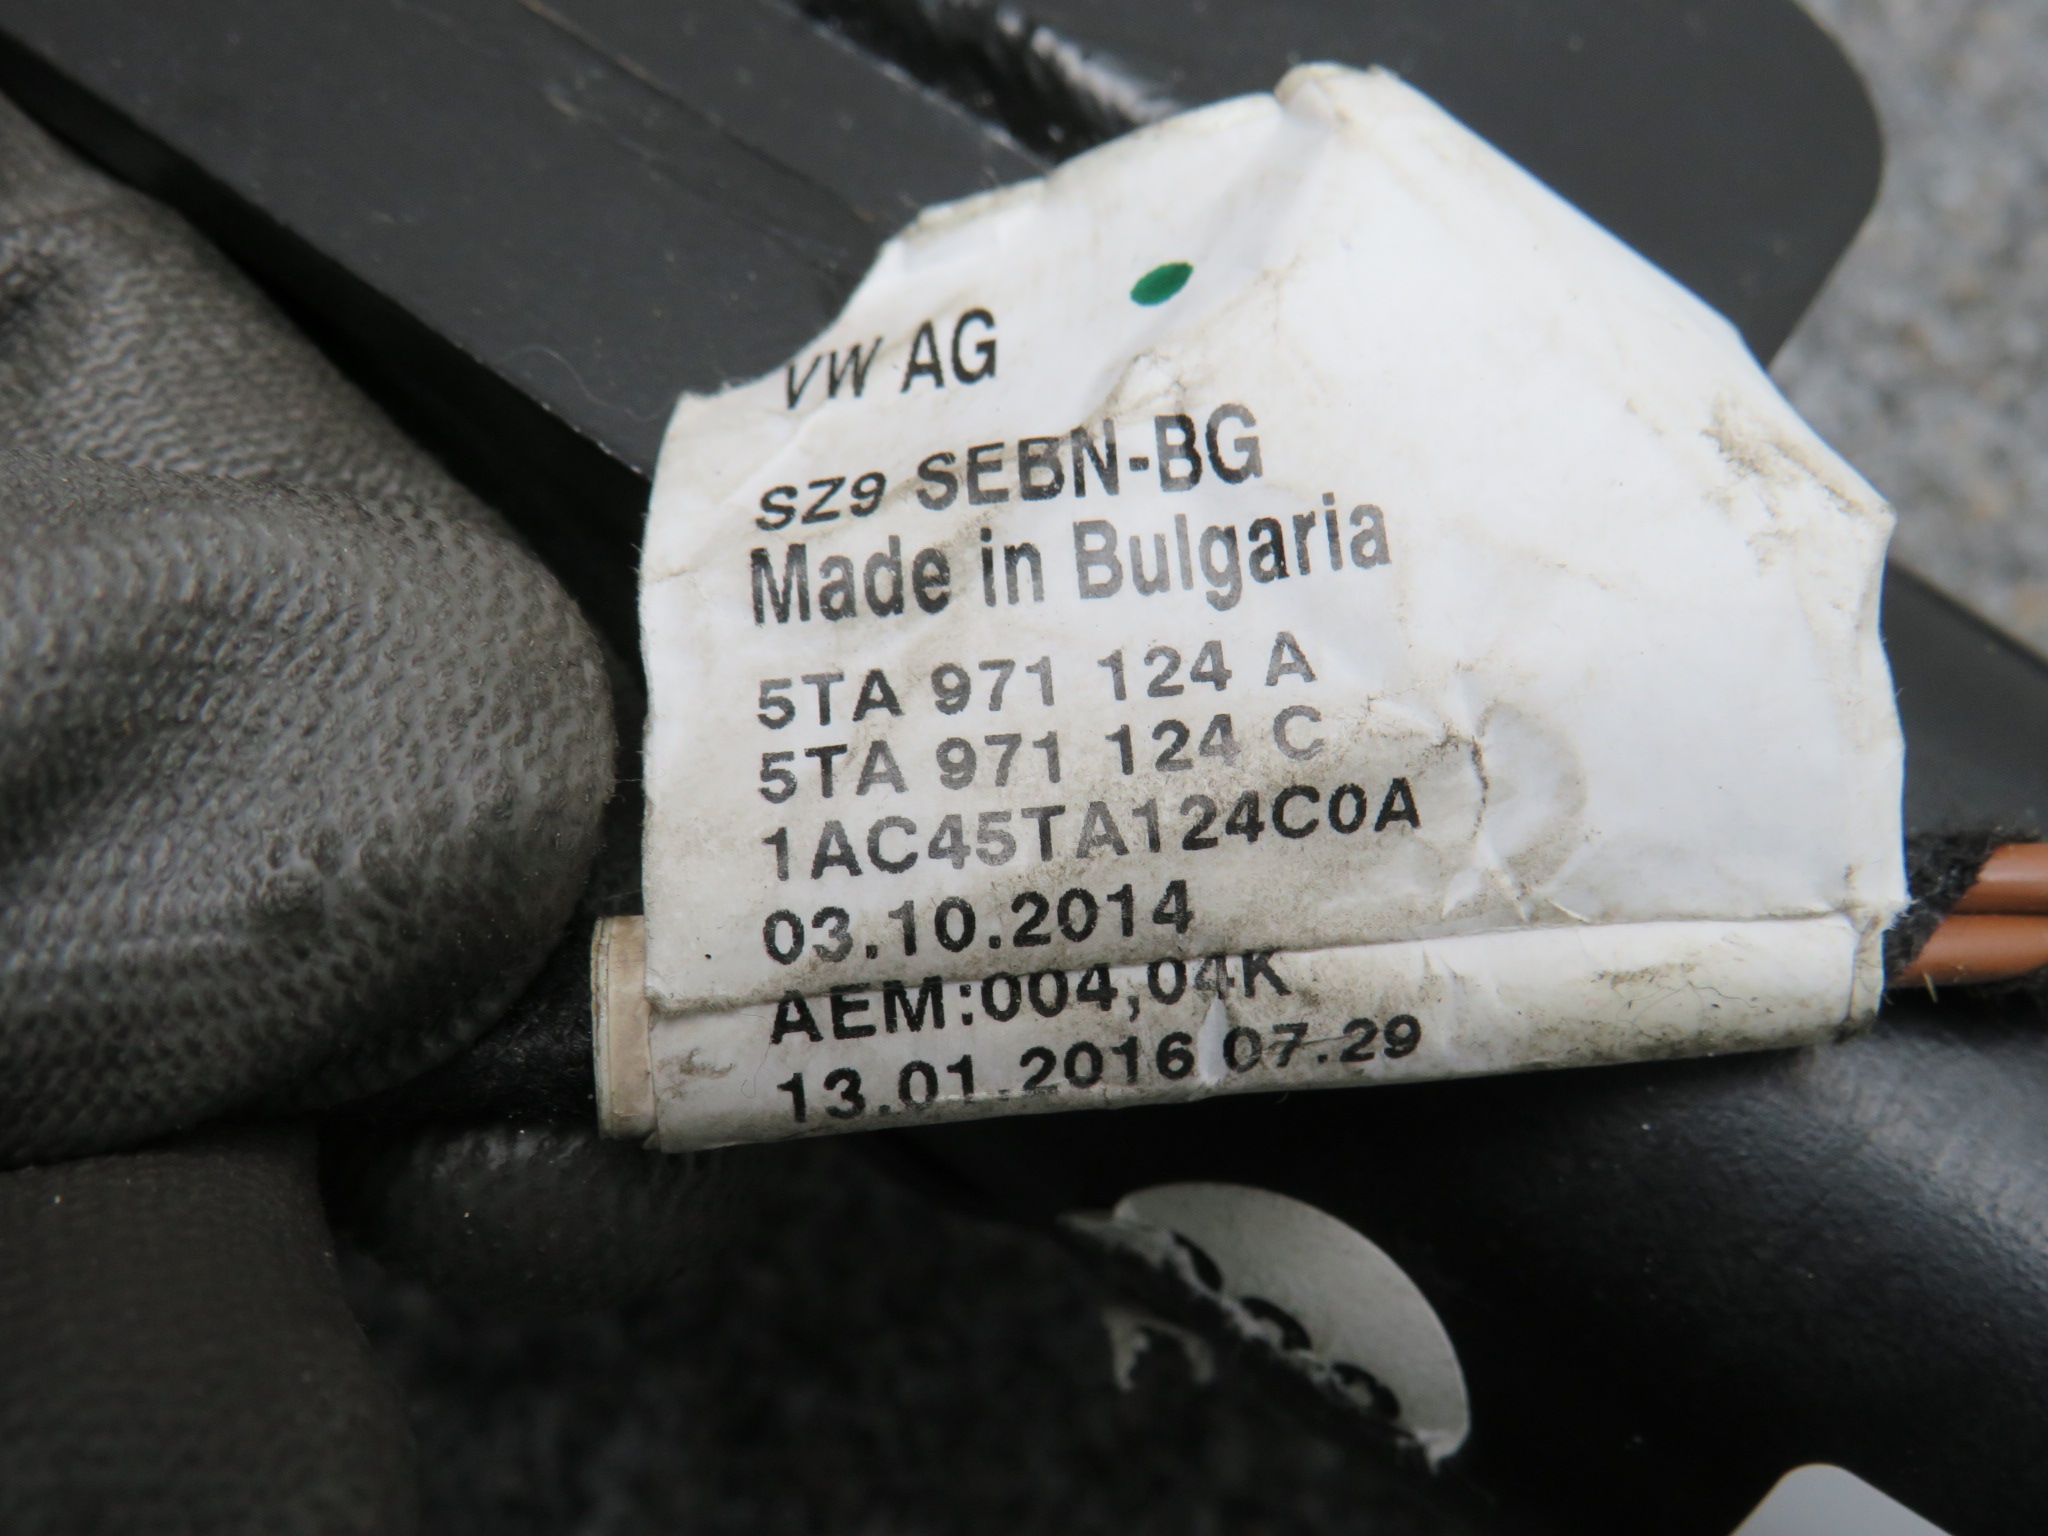 VW AG
SZ9 SEBN-BG
Made in Bulgaria
5TA 971 124 A
5TA 971 124 C
1AC45TA124C0A
03.10.2014
AEM:004,04K
13.01.2016 07.29